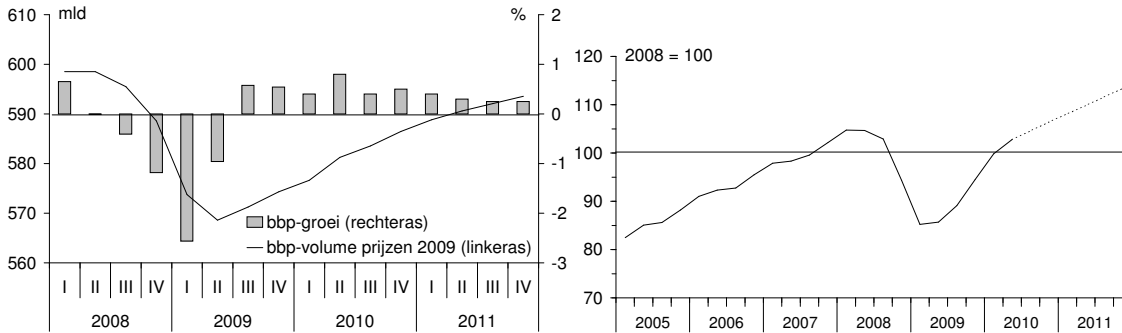 mld
%
610
600
590
580
570
560
2
1
0
-1
-2
-3
bbp-groei (rechteras)
bbp-volume prijzen 2009 (linkeras)
I II III IV I II III IV I II III IV I II III IV
2008 2009 2010 2011
2008 = 100
120
110
100
90
80
70
2005 2006 2007 2008 2009 2010 2011